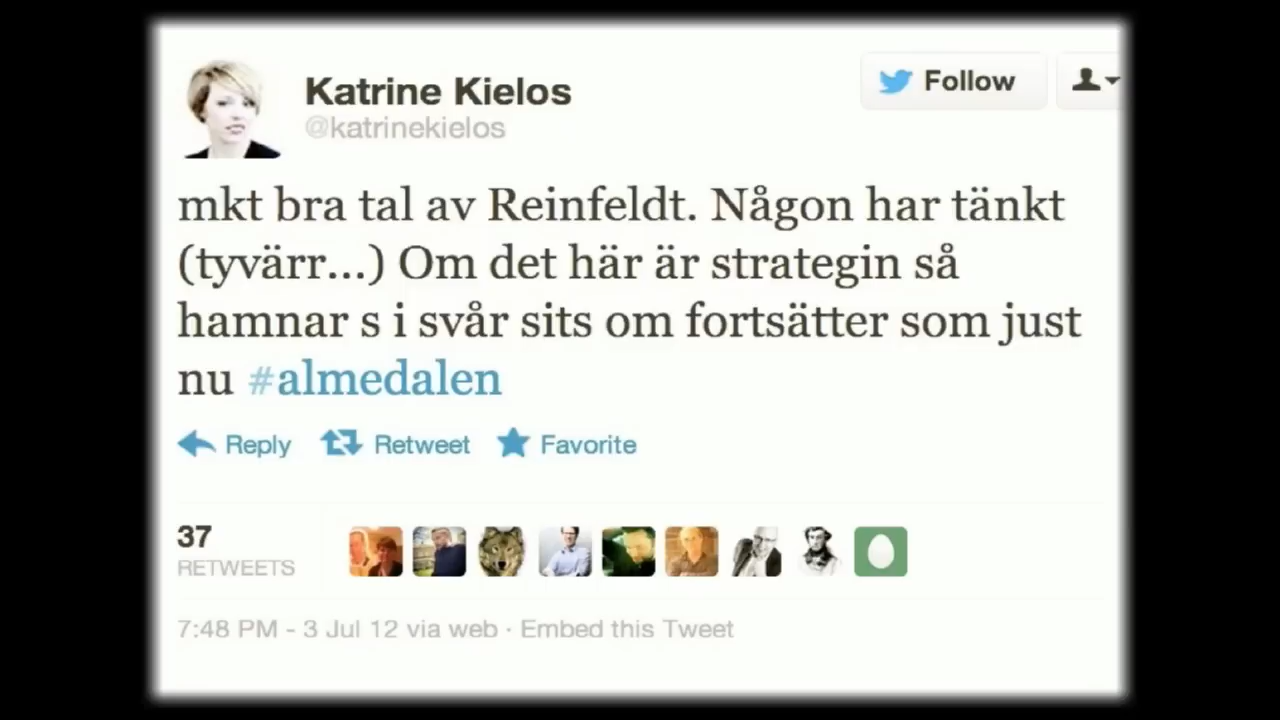 Katrine Kielos
Follow
@katrinekielos
mkt bra tal av Reinfeldt. Någon har tänkt
(tyvärr...) Om det här är strategin så
hamnar s i svår sits om fortsätter som just
nu #almedalen
Reply Retweet Favorite
37
RETWEETS
7:48 PM - 3 Jul 12 via web · Embed this Tweet